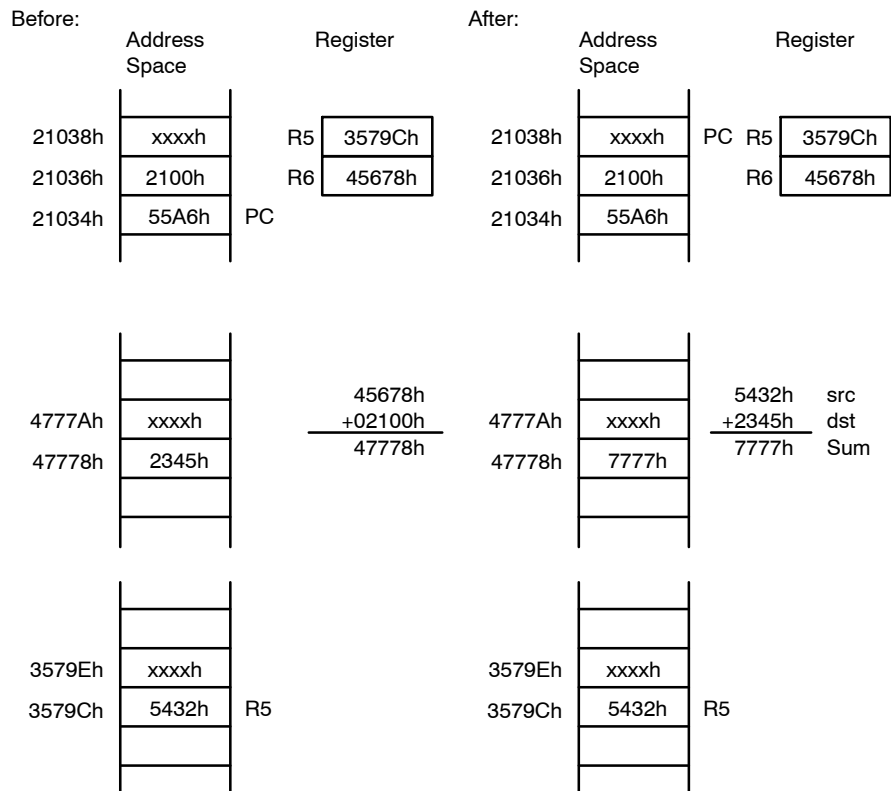 Before: After:
Address Register Address Register
Space Space
21038h xxxxh R5 3579Ch 21038h xxxxh PC R5 3579Ch
21036h 2100h R6 45678h 21036h 2100h R6 45678h
21034h 55A6h PC 21034h 55A6h
45678h 5432h src
4777Ah xxxxh +02100h 4777Ah xxxxh +2345h dst
47778h 2345h 47778h 47778h 7777h 7777h Sum
3579Eh xxxxh 3579Eh xxxxh
3579Ch 5432h R5 3579Ch 5432h R5